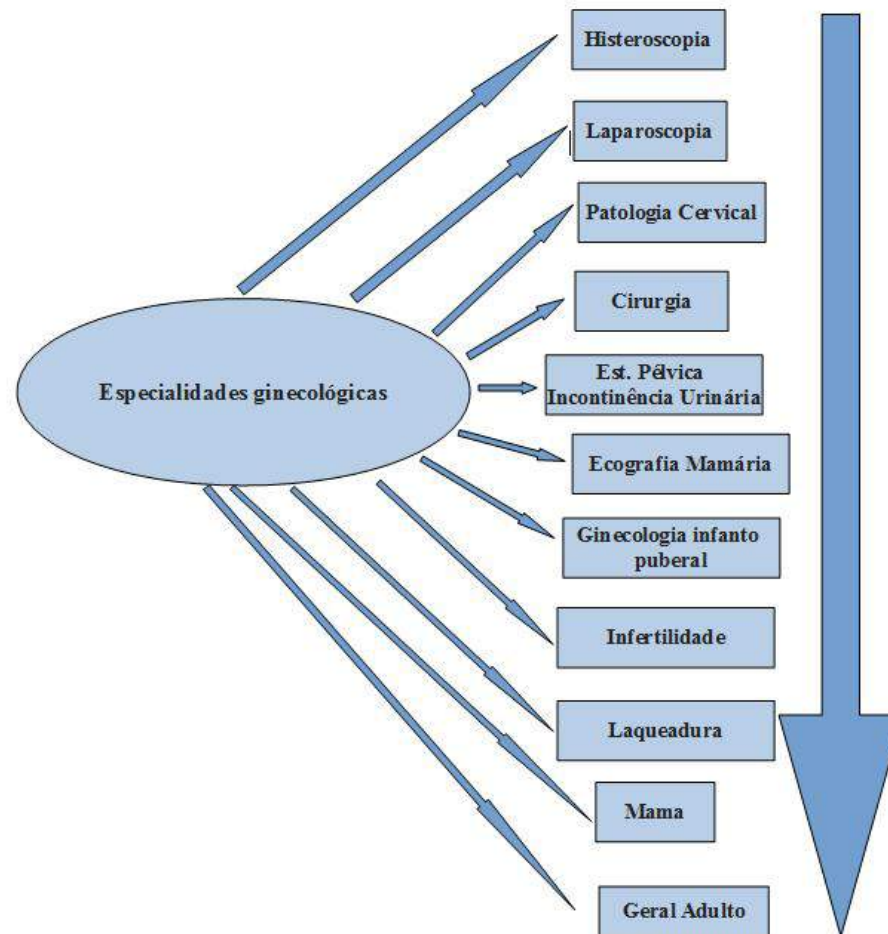 Histeroscopia
Laparoscopia
Patologia Cervical
Cirurgia
Especialidades ginecológicas
Est. Pélvica
Incontinência Urinária
Ecografia Mamária
Ginecologia infanto
puberal
Infertilidade
Laqueadura
Mama
Geral Adulto